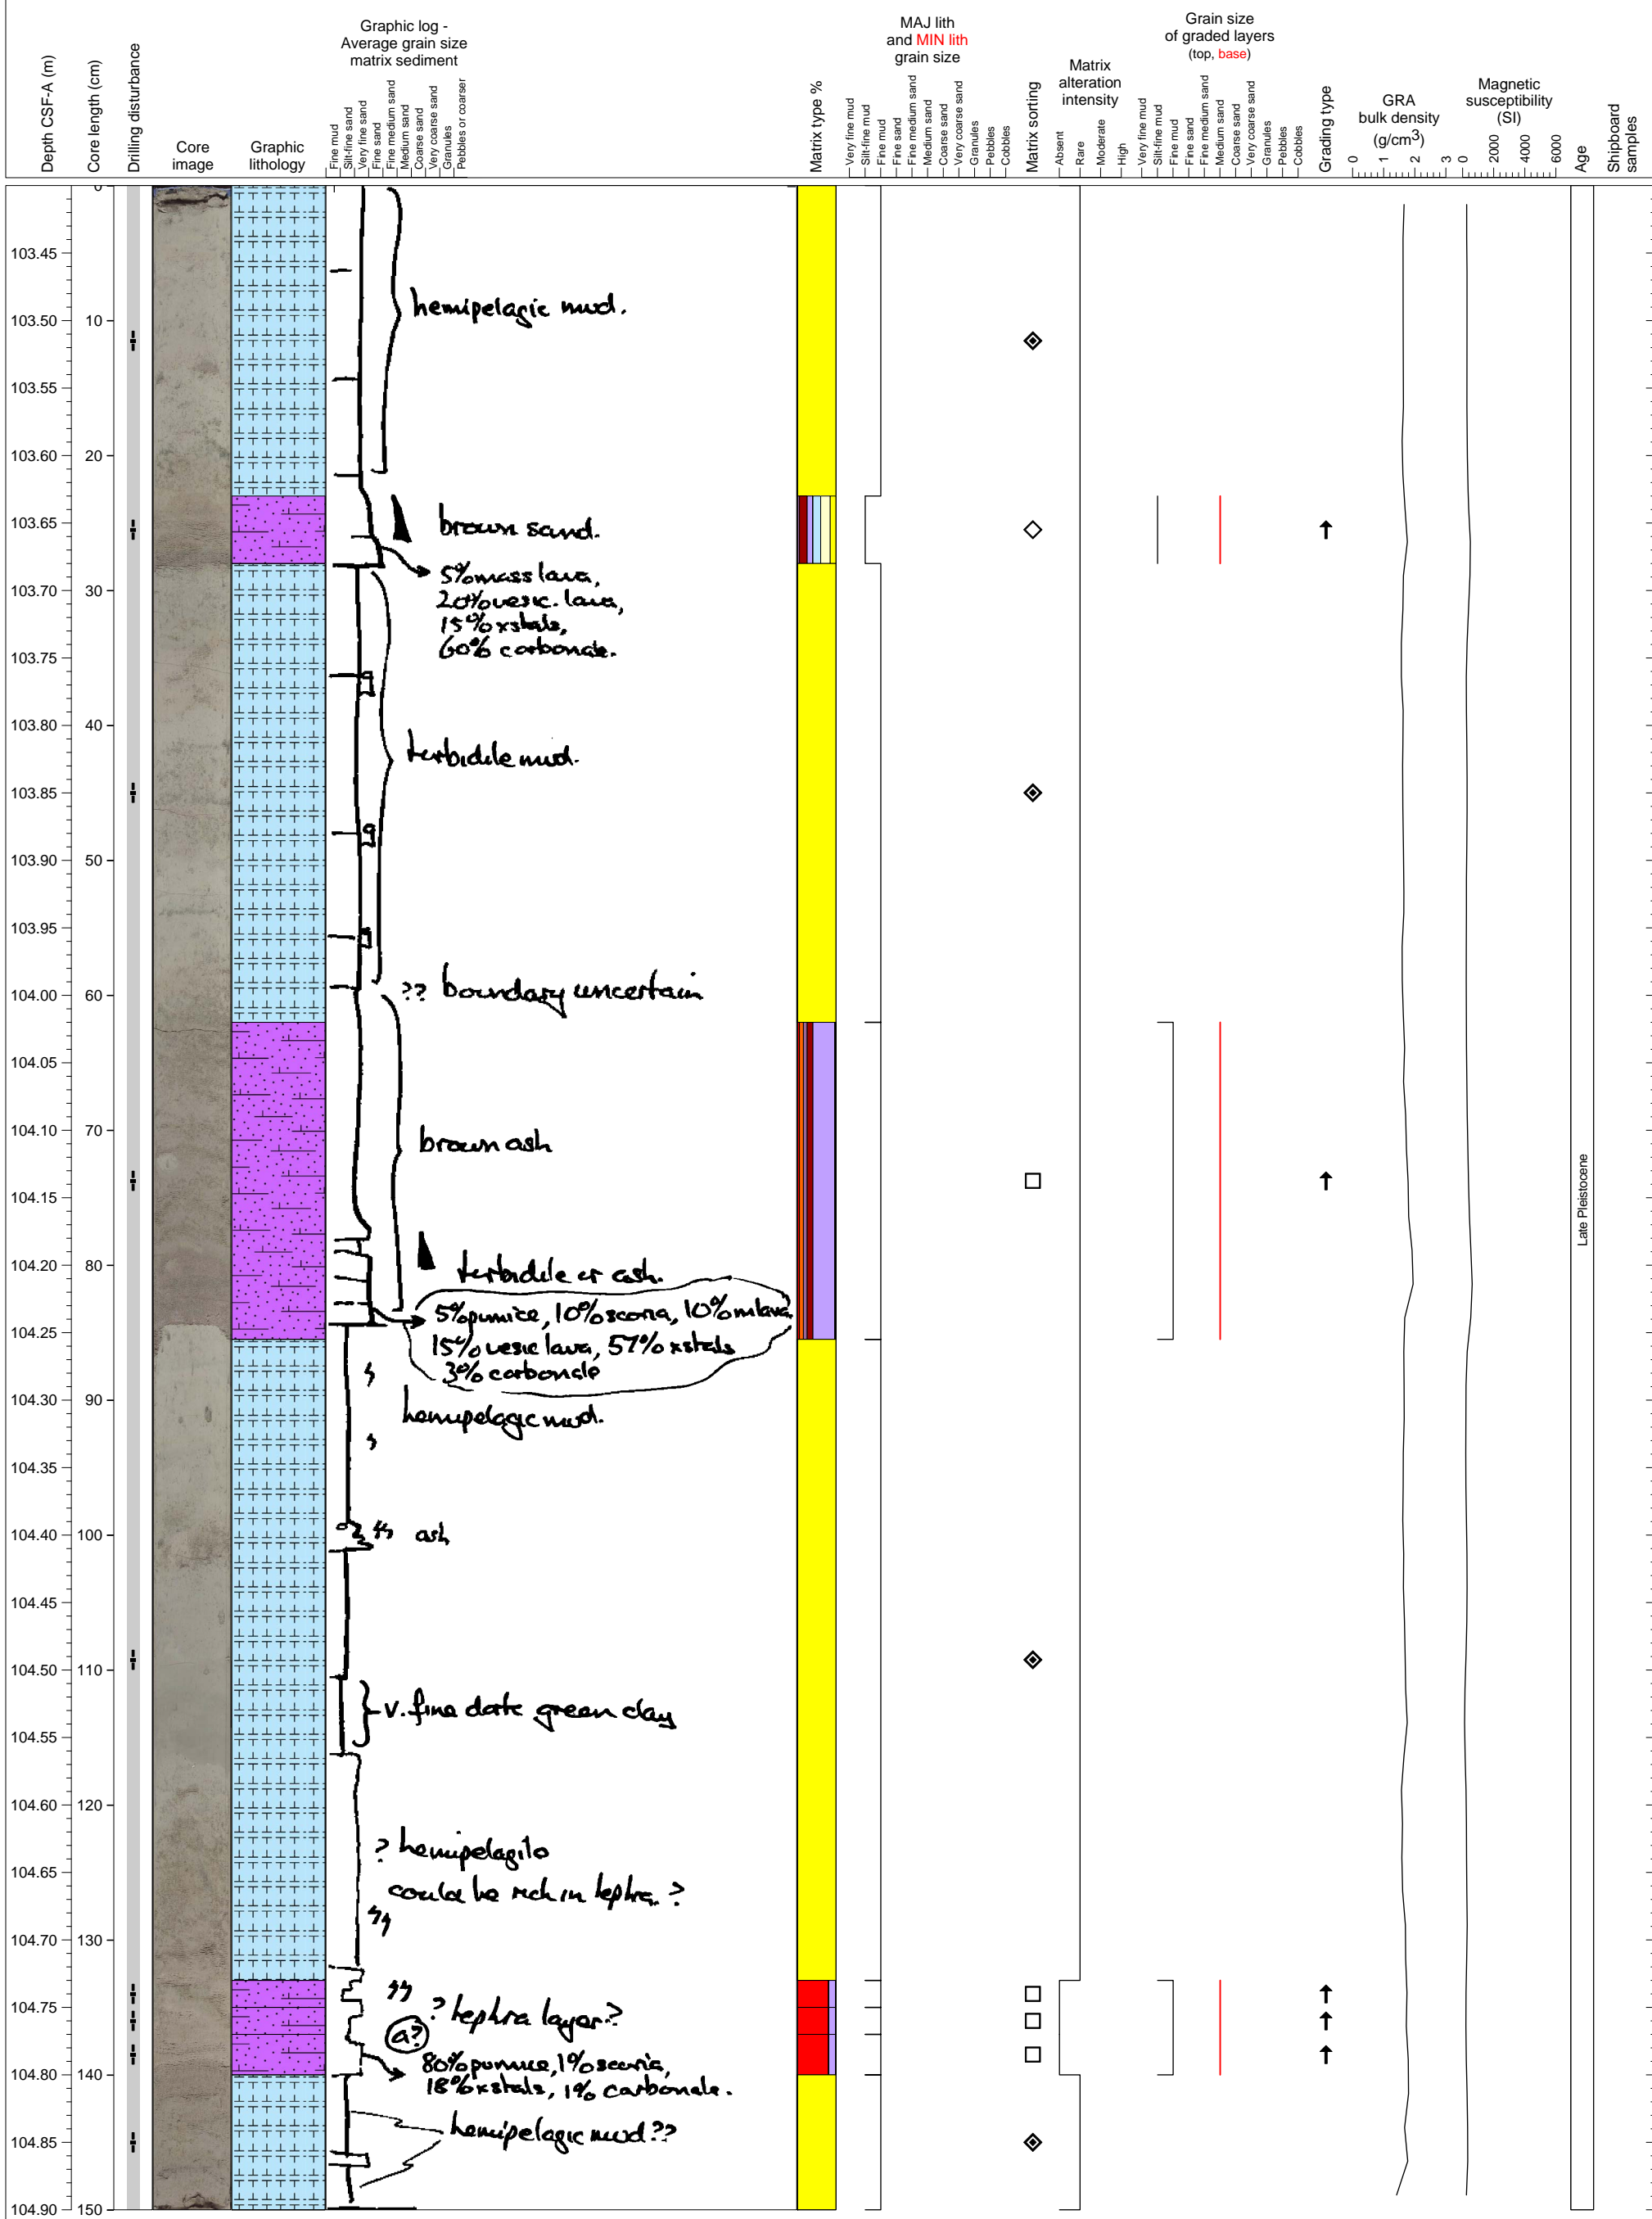 Depth CSF-A (m)
Core length (cm)
Drilling disturbance
Core
image
Graphic
lithology
Graphic log -
Average grain size
matrix sediment
Fine mud
Silt-fine sand
Very fine sand
Fine sand
Fine medium sand
Medium sand
Coarse sand
Very coarse sand
Granules
Pebbles or coarser
Matrix type %
MAJ lith
and MIN lith
grain size
Very fine mud
Silt-fine mud
Fine mud
Fine sand
Fine medium sand
Medium sand
Coarse sand
Very coarse sand
Granules
Pebbles
Cobbles
Matrix sorting
Matrix
alteration
intensity
Absent
Rare
Moderate
High
Grain size
of graded layers
(top, base)
Very fine mud
Silt-fine mud
Fine mud
Fine sand
Fine medium sand
Medium sand
Coarse sand
Very coarse sand
Granules
Pebbles
Cobbles
Grading type
GRA
bulk density
(g/cm3)
0 1 2 3
Magnetic
susceptibility
(SI)
0 2000 4000 6000
Age
Shipboard
samples
0
103.45
103.50 10
103.55
103.60 20
103.65
103.70 30
103.75
103.80 40
103.85
103.90 50
103.95
104.00 60
104.05
104.10 70
104.15
104.20 80
104.25
104.30 90
104.35
104.40 100
104.45
104.50 110
104.55
104.60 120
104.65
104.70 130
104.75
104.80 140
104.85
104.90 150
hemipelagic mud.
brown sand.
5% mass lava,
20% vesic. lava,
15% xstals,
60% carbonate.
turbidite mud.
?? boundary uncertain
brown ash
turbidite or ash.
5% pumice, 10% scoria, 10% m lava
15% vesic lava, 57% xstals
3% carbonate
hemipelagic mud.
ash
v. fine green clay
? hemipelagite
could be rich in tephra ?
? tephra layer?
a?
80% pumice, 1% scoria,
18% xstals, 1% carbonate.
hemipelagic mud ??
Late Pleistocene